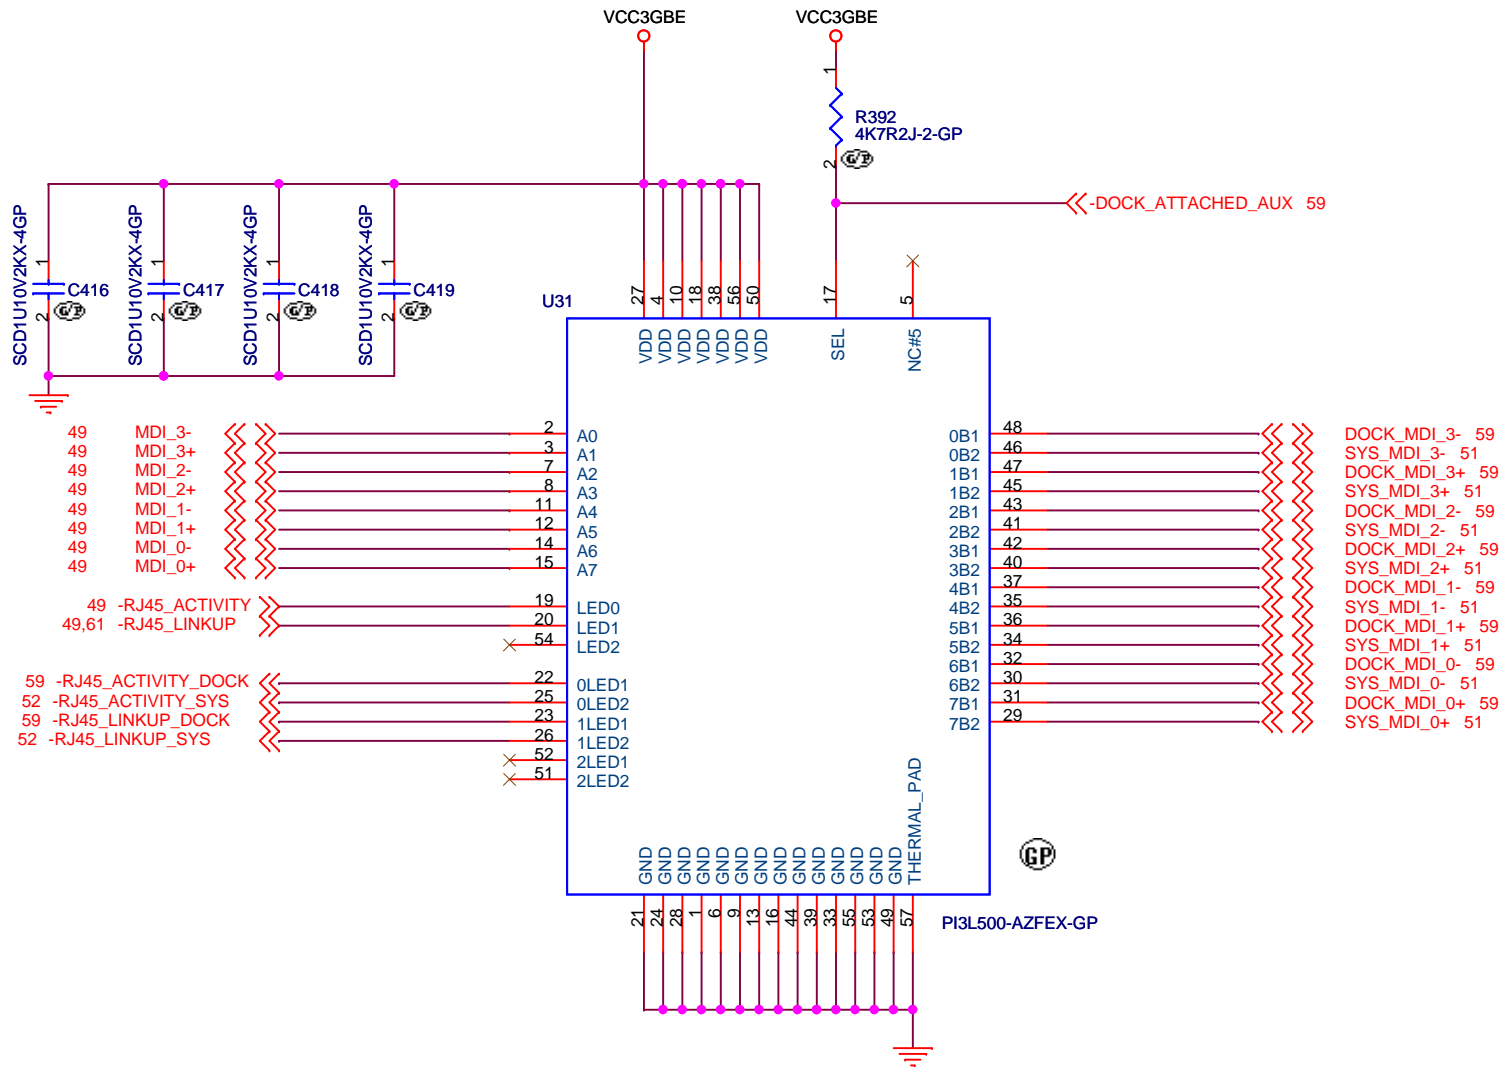 VCC3GBE
VCC3GBE
1
R392
4K7R2J-2-GP
2
G/P
-DOCK_ATTACHED_AUX 59
SCD1U10V2KX-4GP
1
C416
2
G/P
SCD1U10V2KX-4GP
1
C417
2
G/P
SCD1U10V2KX-4GP
1
C418
2
G/P
SCD1U10V2KX-4GP
1
C419
2
G/P
U31
27 VDD
4 VDD
10 VDD
18 VDD
38 VDD
56 VDD
50 VDD
17 SEL
5 NC#5
49 MDI_3- 2 A0
49 MDI_3+ 3 A1
49 MDI_2- 7 A2
49 MDI_2+ 8 A3
49 MDI_1- 11 A4
49 MDI_1+ 12 A5
49 MDI_0- 14 A6
49 MDI_0+ 15 A7
49 -RJ45_ACTIVITY 19 LED0
49,61 -RJ45_LINKUP 20 LED1
54 LED2
59 -RJ45_ACTIVITY_DOCK 22 0LED1
52 -RJ45_ACTIVITY_SYS 25 0LED2
59 -RJ45_LINKUP_DOCK 23 1LED1
52 -RJ45_LINKUP_SYS 26 1LED2
52 2LED1
51 2LED2
0B1 48 DOCK_MDI_3- 59
0B2 46 SYS_MDI_3- 51
1B1 47 DOCK_MDI_3+ 59
1B2 45 SYS_MDI_3+ 51
2B1 43 DOCK_MDI_2- 59
2B2 41 SYS_MDI_2- 51
3B1 42 DOCK_MDI_2+ 59
3B2 40 SYS_MDI_2+ 51
4B1 37 DOCK_MDI_1- 59
4B2 35 SYS_MDI_1- 51
5B1 36 DOCK_MDI_1+ 59
5B2 34 SYS_MDI_1+ 51
6B1 32 DOCK_MDI_0- 59
6B2 30 SYS_MDI_0- 51
7B1 31 DOCK_MDI_0+ 59
7B2 29 SYS_MDI_0+ 51
GND 21
GND 24
GND 28
GND 1
GND 6
GND 9
GND 13
GND 16
GND 44
GND 39
GND 33
GND 55
GND 53
GND 49
THERMAL_PAD 57
GP
PI3L500-AZFEX-GP